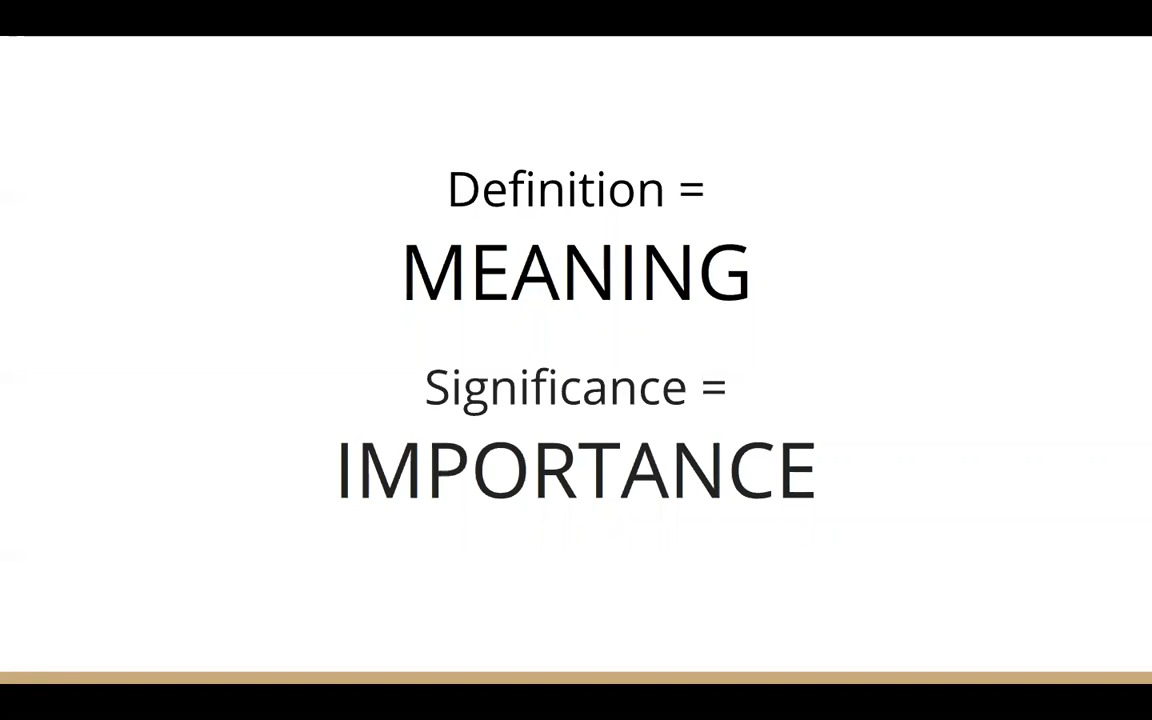 Definition =
MEANING
Significance =
IMPORTANCE